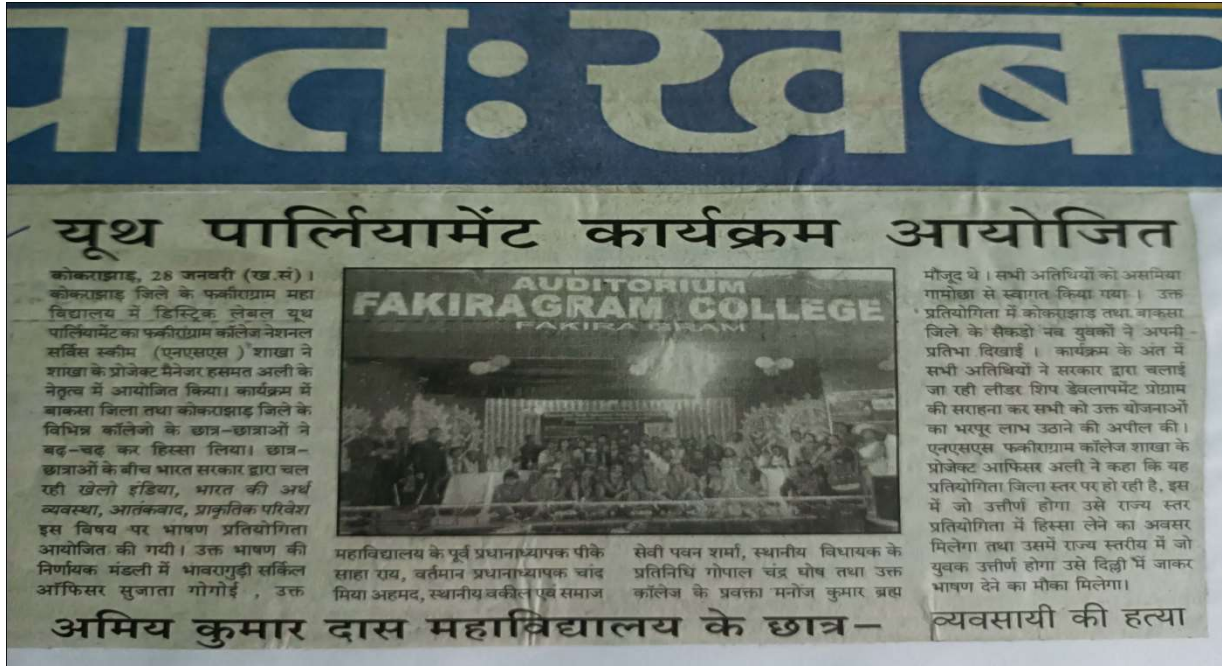 प्रातः खबर
यूथ पार्लियामेंट कार्यक्रम आयोजित
कोकराझाड़, 28 जनवरी (ख.सं) ।
कोकराझाड़ जिले के फकीराग्राम महा
विद्यालय में डिस्ट्रिक लेबल यूथ
पार्लियामेंट का फकीराग्राम कॉलेज नेशनल
सर्विस स्कीम (एनएसएस ) शाखा ने
शाखा के प्रोजेक्ट मैनेजर हसमत अली के
नेतृत्व में आयोजित किया। कार्यक्रम में
बाकसा जिला तथा कोकराझाड़ जिले के
विभिन्न कॉलेजो के छात्र-छात्राओं ने
बढ़-चढ़ कर हिस्सा लिया। छात्र-
छात्राओं के बीच भारत सरकार द्वारा चल
रही खेलो इंडिया, भारत की अर्थ
व्यवस्था, आतंकवाद, प्राकृतिक परिवेश
इस विषय पर भाषण प्रतियोगिता
आयोजित की गयी। उक्त भाषण की
निर्णायक मंडली में भावरागुड़ी सर्किल
ऑफिसर सुजाता गोगोई , उक्त
AUDITORIUM
FAKIRAGRAM COLLEGE
FAKIRAGRAM
महाविद्यालय के पूर्व प्रधानाध्यापक पीके
साहा राय, वर्तमान प्रधानाध्यापक चांद
मिया अहमद, स्थानीय वकील एवं समाज
सेवी पवन शर्मा, स्थानीय विधायक के
प्रतिनिधि गोपाल चंद्र घोष तथा उक्त
कॉलेज के प्रवक्ता मनोज कुमार ब्रह्म
मौजूद थे । सभी अतिथियों को असमिया
गामोछा से स्वागत किया गया । उक्त
प्रतियोगिता में कोकराझाड़ तथा बाकसा
जिले के सैकडो नव युवकों ने अपनी
प्रतिभा दिखाई । कार्यक्रम के अंत में
सभी अतिथियों ने सरकार द्वारा चलाई
जा रही लीडर शिप डेवलापमेंट प्रोग्राम
की सराहना कर सभी को उक्त योजनाओं
का भरपूर लाभ उठाने की अपील की।
एनएसएस फकीराग्राम कॉलेज शाखा के
प्रोजेक्ट आफिसर अली ने कहा कि यह
प्रतियोगिता जिला स्तर पर हो रही है, इस
में जो उत्तीर्ण होगा उसे राज्य स्तर
प्रतियोगिता में हिस्सा लेने का अवसर
मिलेगा तथा उसमें राज्य स्तरीय में जो
युवक उत्तीर्ण होगा उसे दिल्ली में जाकर
भाषण देने का मौका मिलेगा।
अमिय कुमार दास महाविद्यालय के छात्र-
व्यवसायी की हत्या